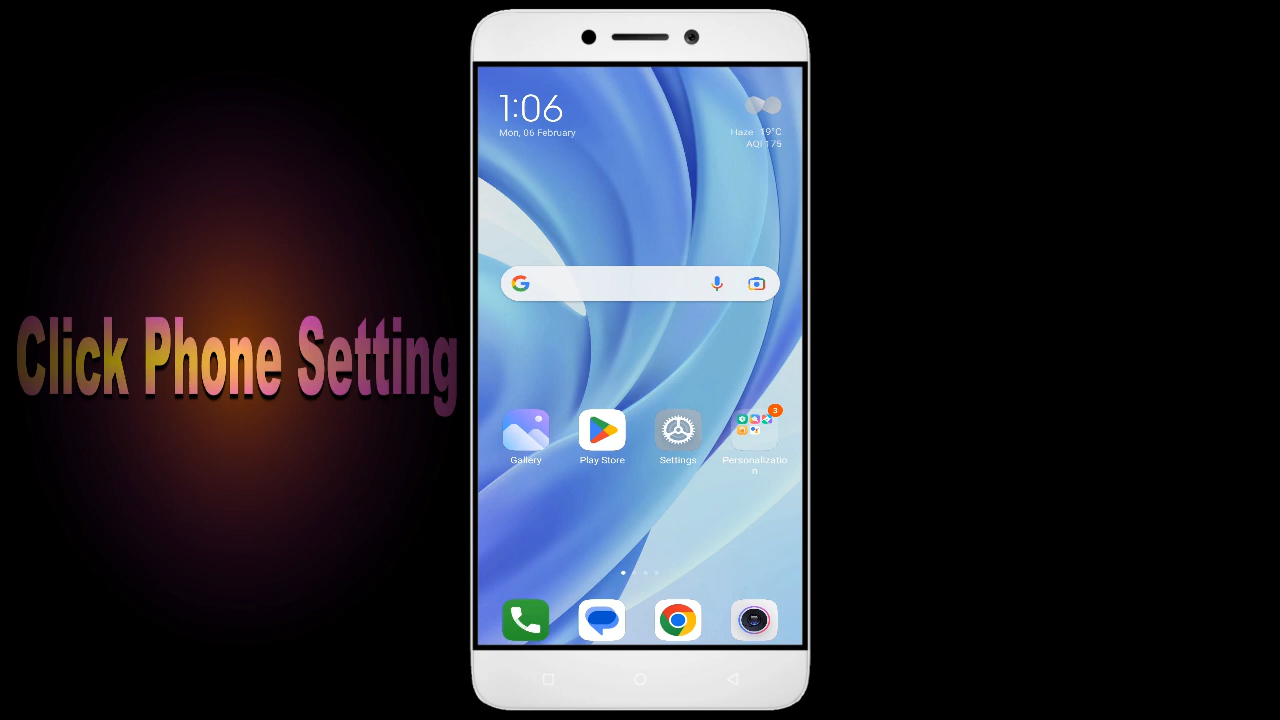 Click Phone Setting
1:06
Mon, 06 February
Haze 19°C
AQI 175
Gallery
Play Store
Settings
Personalizatio
n
3